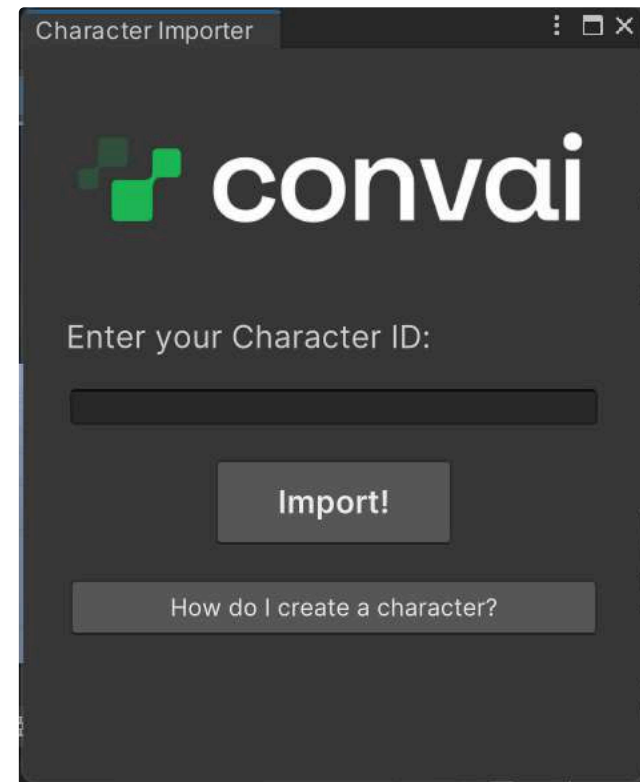 Character Importer
convai
Enter your Character ID:
Import!
How do I create a character?